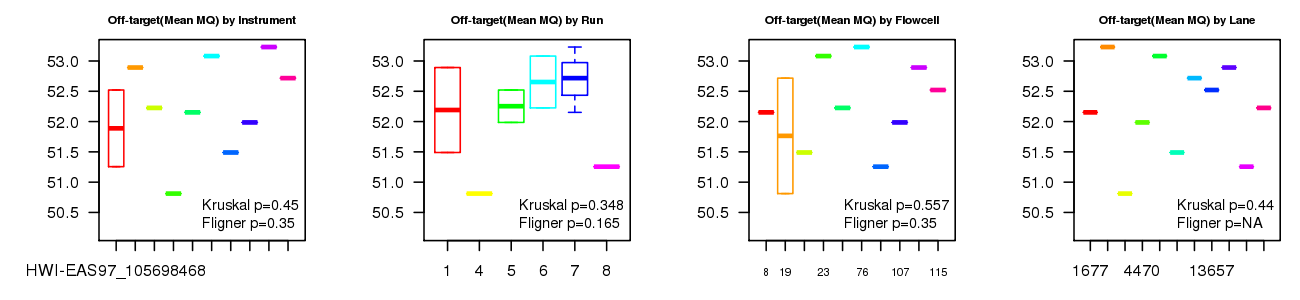 Off-target(Mean MQ) by Instrument
53.0
52.5
52.0
51.5
51.0
50.5
Kruskal p=0.45
Fligner p=0.35
HWI-EAS97_105698468
Off-target(Mean MQ) by Run
53.0
52.5
52.0
51.5
51.0
50.5
Kruskal p=0.348
Fligner p=0.165
1 4 5 6 7 8
Off-target(Mean MQ) by Flowcell
53.0
52.5
52.0
51.5
51.0
50.5
Kruskal p=0.557
Fligner p=0.35
8 19 23 76 107 115
Off-target(Mean MQ) by Lane
53.0
52.5
52.0
51.5
51.0
50.5
Kruskal p=0.44
Fligner p=NA
1677 4470 13657